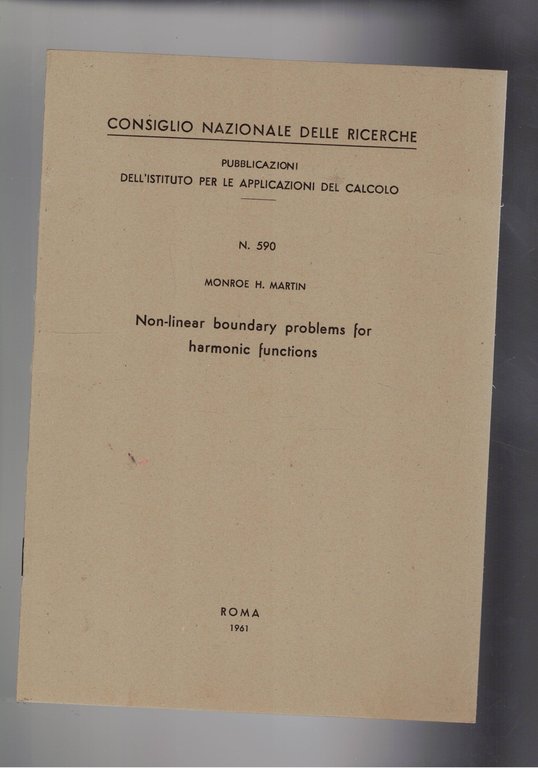 CONSIGLIO NAZIONALE DELLE RICERCHE
PUBBLICAZIONI
DELL'ISTITUTO PER LE APPLICAZIONI DEL CALCOLO
N. 590
MONROE H. MARTIN
Non-linear boundary problems for
harmonic functions
ROMA
1961